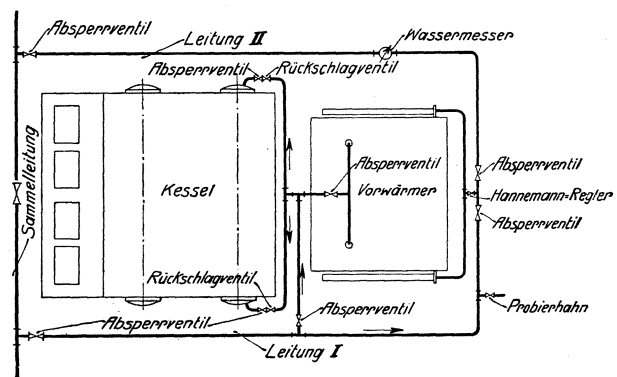 Absperrventil
Leitung II
Wassermesser
Absperrventil Rückschlagventil
Sammelleitung
Kessel
Absperrventil
Vorwärmer
Absperrventil
Hannemann-Regler
Absperrventil
Rückschlagventil
Absperrventil
Absperrventil
Probierhahn
Leitung I